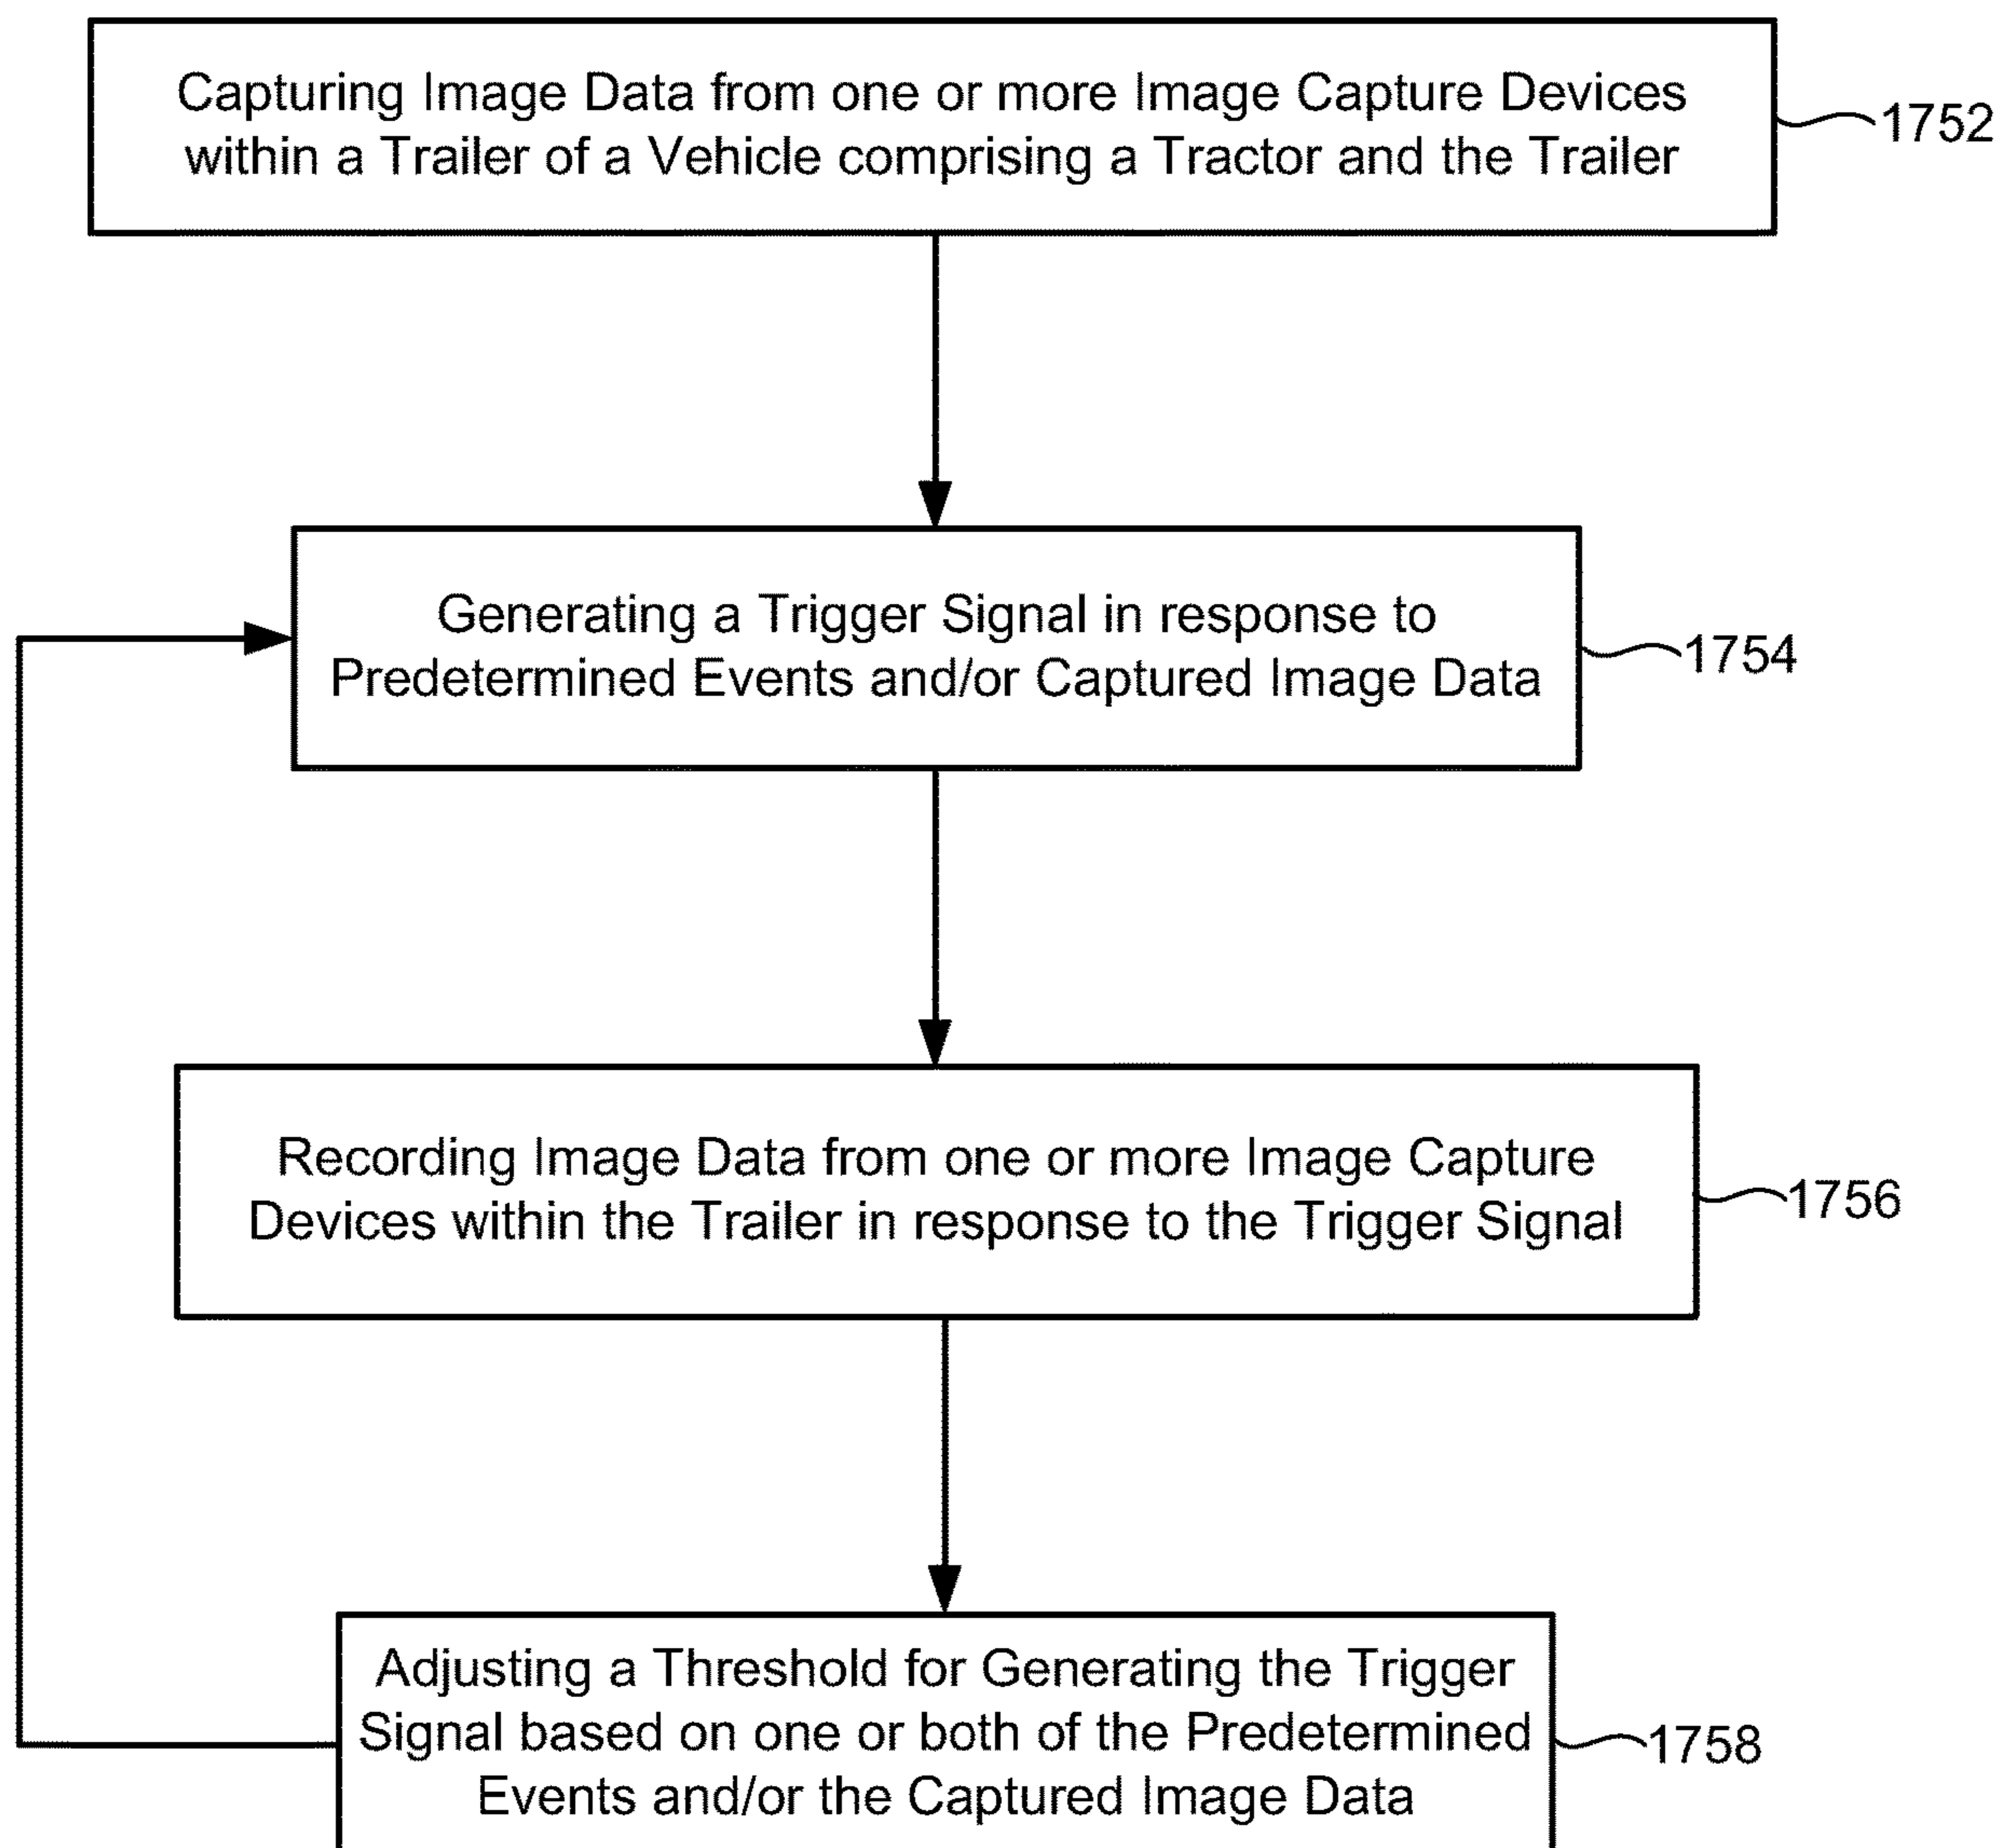 Capturing Image Data from one or more Image Capture Devices
within a Trailer of a Vehicle comprising a Tractor and the Trailer
1752
Generating a Trigger Signal in response to
Predetermined Events and/or Captured Image Data
1754
Recording Image Data from one or more Image Capture
Devices within the Trailer in response to the Trigger Signal
1756
Adjusting a Threshold for Generating the Trigger
Signal based on one or both of the Predetermined
Events and/or the Captured Image Data
1758